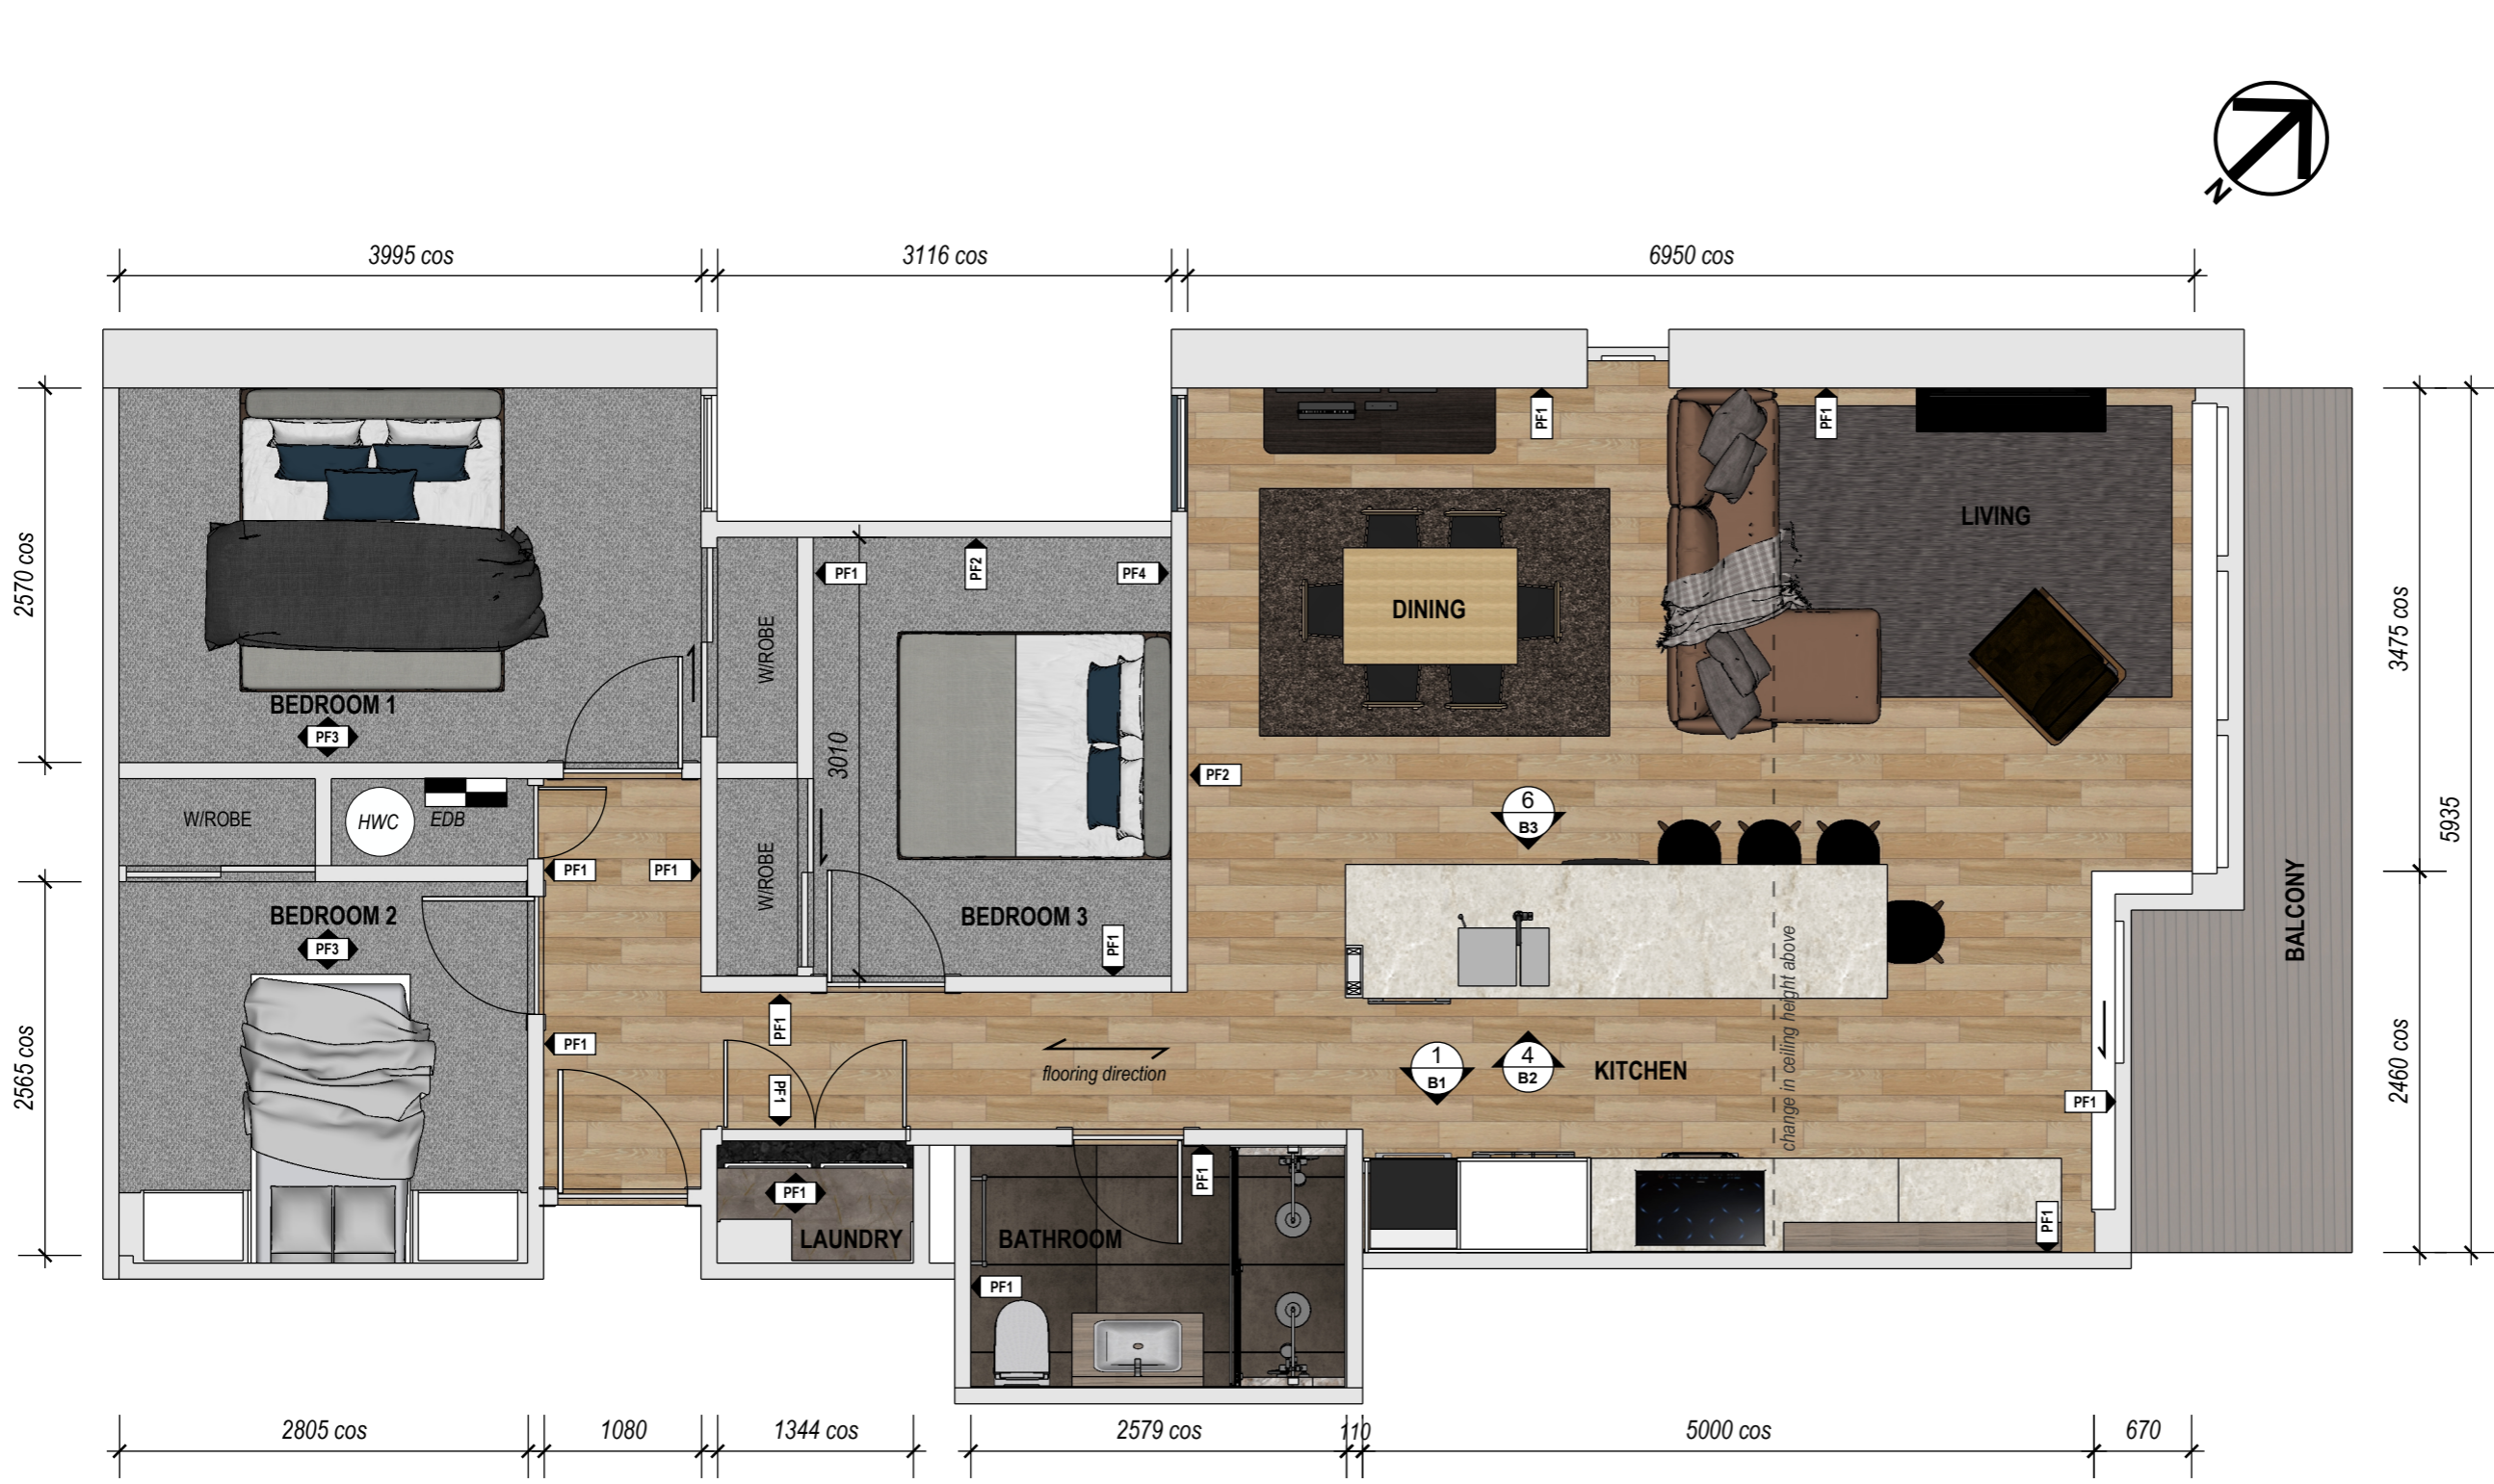 N
3995 cos
3116 cos
6950 cos
2570 cos
2565 cos
3475 cos
2460 cos
5935
BEDROOM 1
PF3
W/ROBE
HWC
EDB
BEDROOM 2
PF3
PF1
PF1
PF1
W/ROBE
W/ROBE
PF1
PF2
PF4
3010
BEDROOM 3
PF1
PF1
PF1
flooring direction
PF1
LAUNDRY
BATHROOM
PF1
PF1
PF1
PF1
DINING
LIVING
PF2
6
B3
1
B1
4
B2
KITCHEN
change in ceiling height above
PF1
PF1
BALCONY
2805 cos
1080
1344 cos
2579 cos
110
5000 cos
670